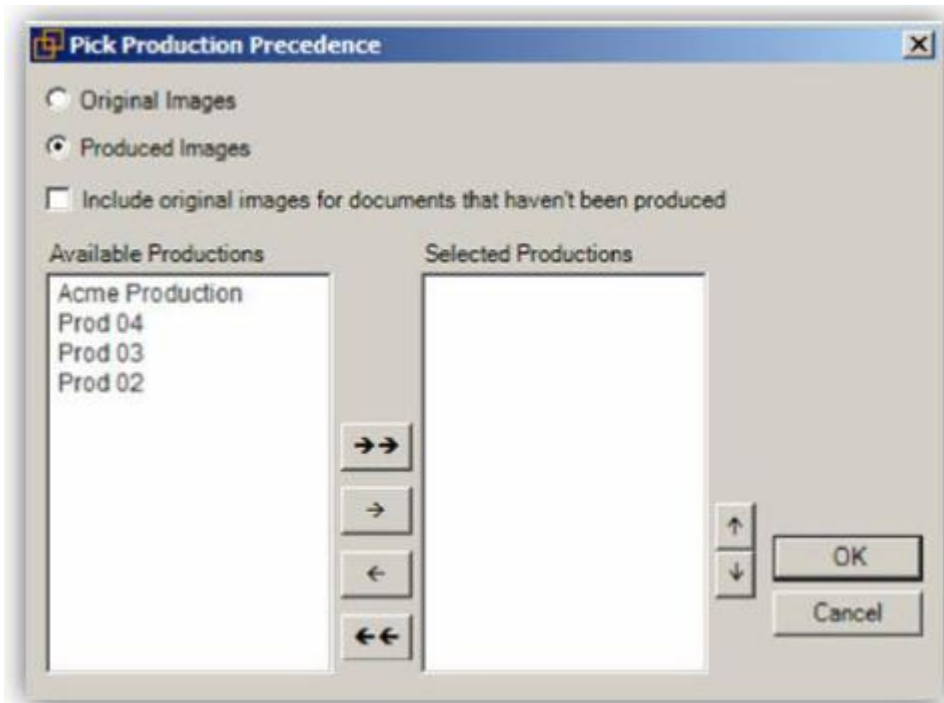 Pick Production Precedence
Original Images
Produced Images
Include original images for documents that haven't been produced
Available Productions
Selected Productions
Acme Production
Prod 04
Prod 03
Prod 02
OK
Cancel